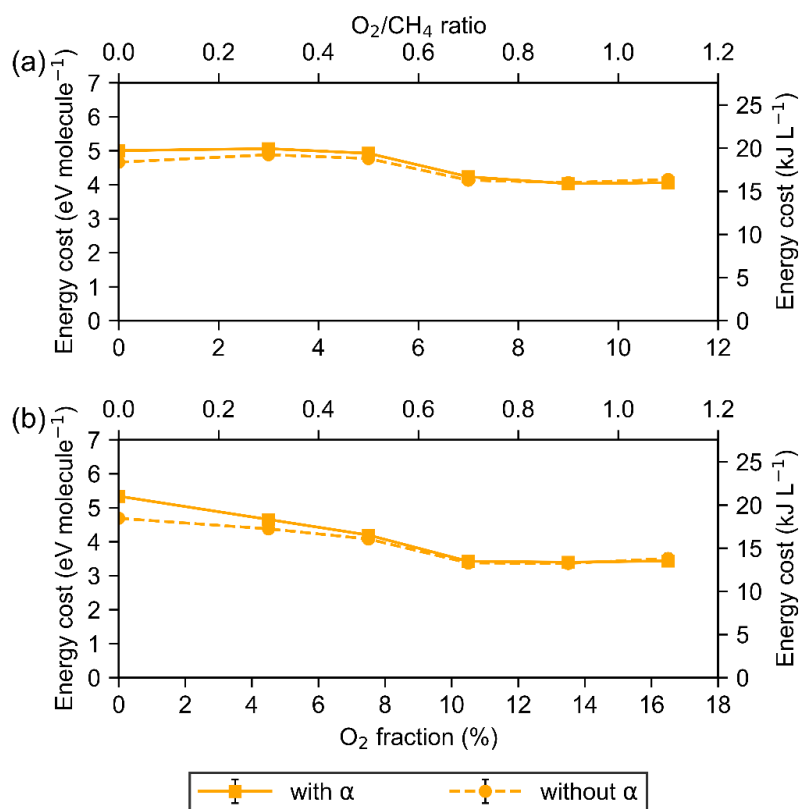 O₂/CH₄ ratio
(a)
0.0 0.2 0.4 0.6 0.8 1.0 1.2
Energy cost (eV molecule⁻¹)
7
6
5
4
3
2
1
0
25
20
15
10
5
0
Energy cost (kJ L⁻¹)
0 2 4 6 8 10 12
(b)
0.0 0.2 0.4 0.6 0.8 1.0 1.2
Energy cost (eV molecule⁻¹)
7
6
5
4
3
2
1
0
25
20
15
10
5
0
Energy cost (kJ L⁻¹)
0 2 4 6 8 10 12 14 16 18
O₂ fraction (%)
with α without α